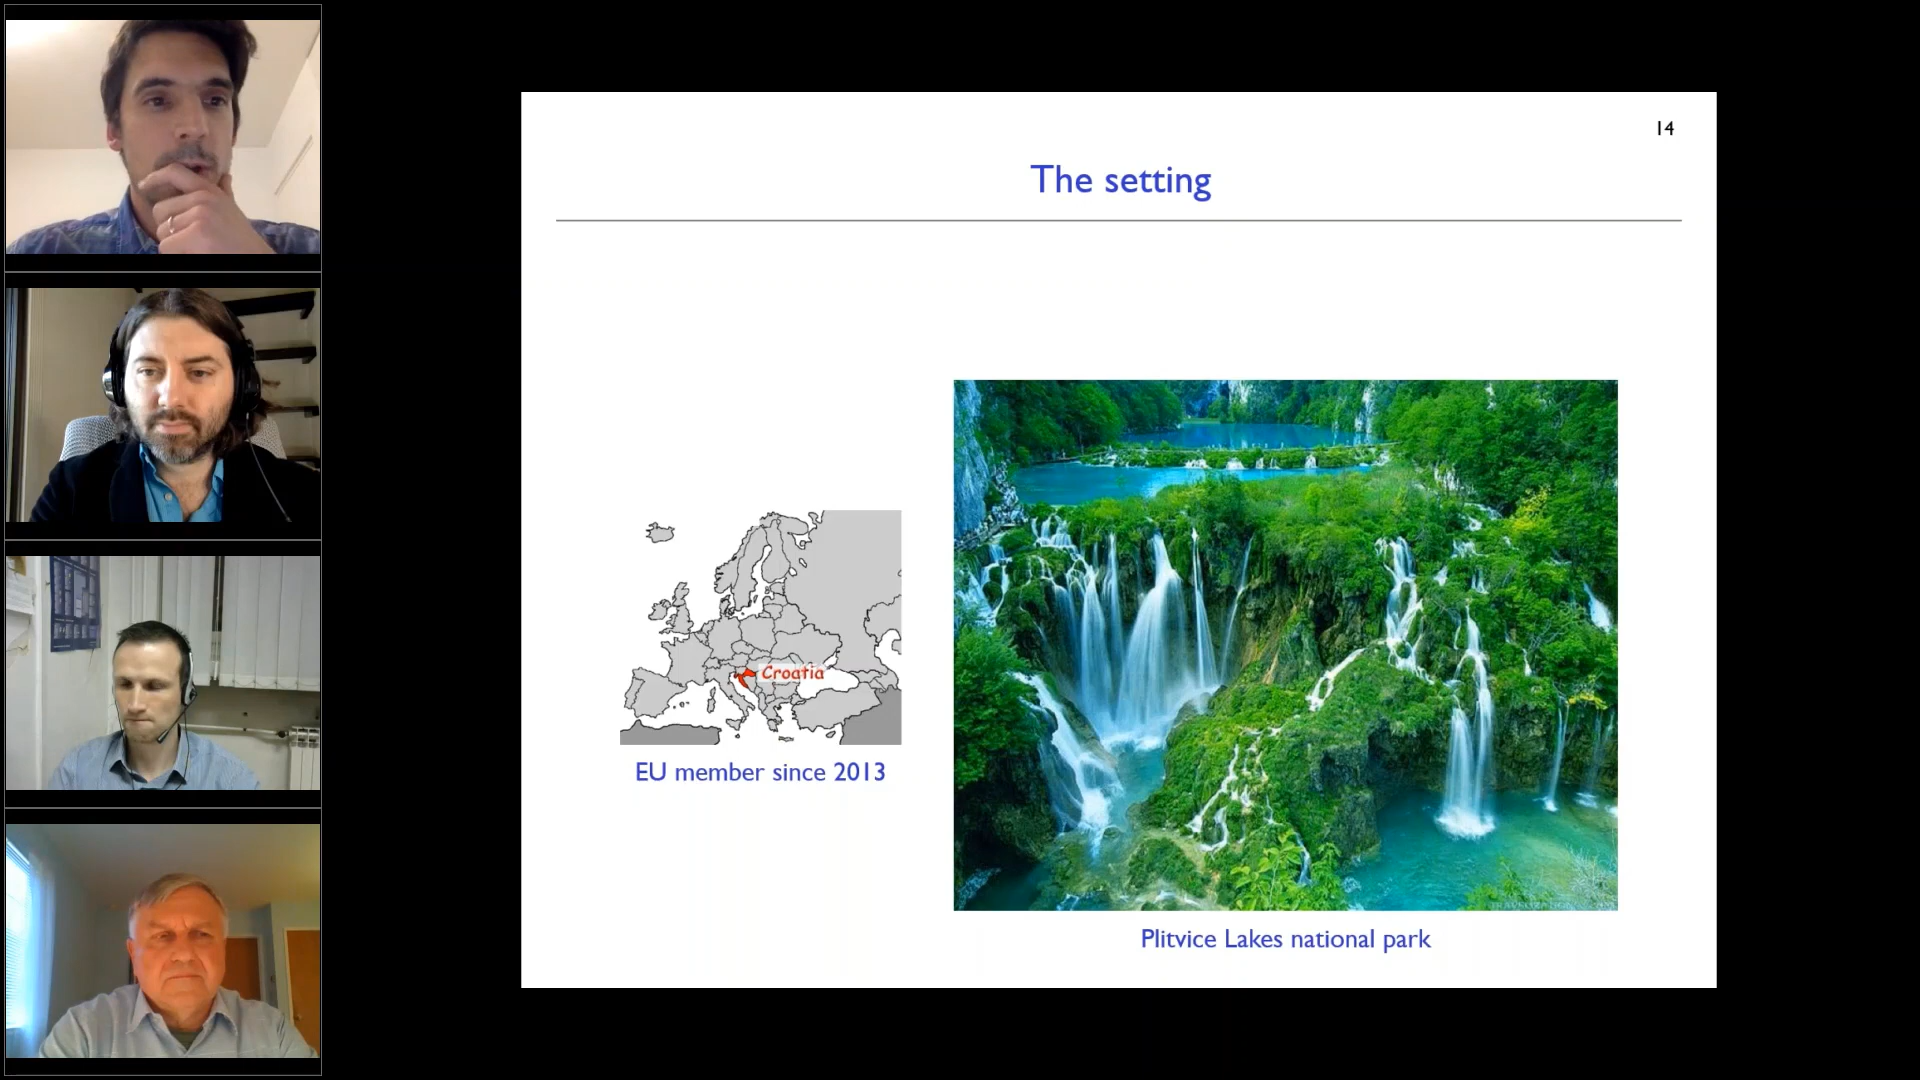 14
The setting
Croatia
EU member since 2013
Plitvice Lakes national park